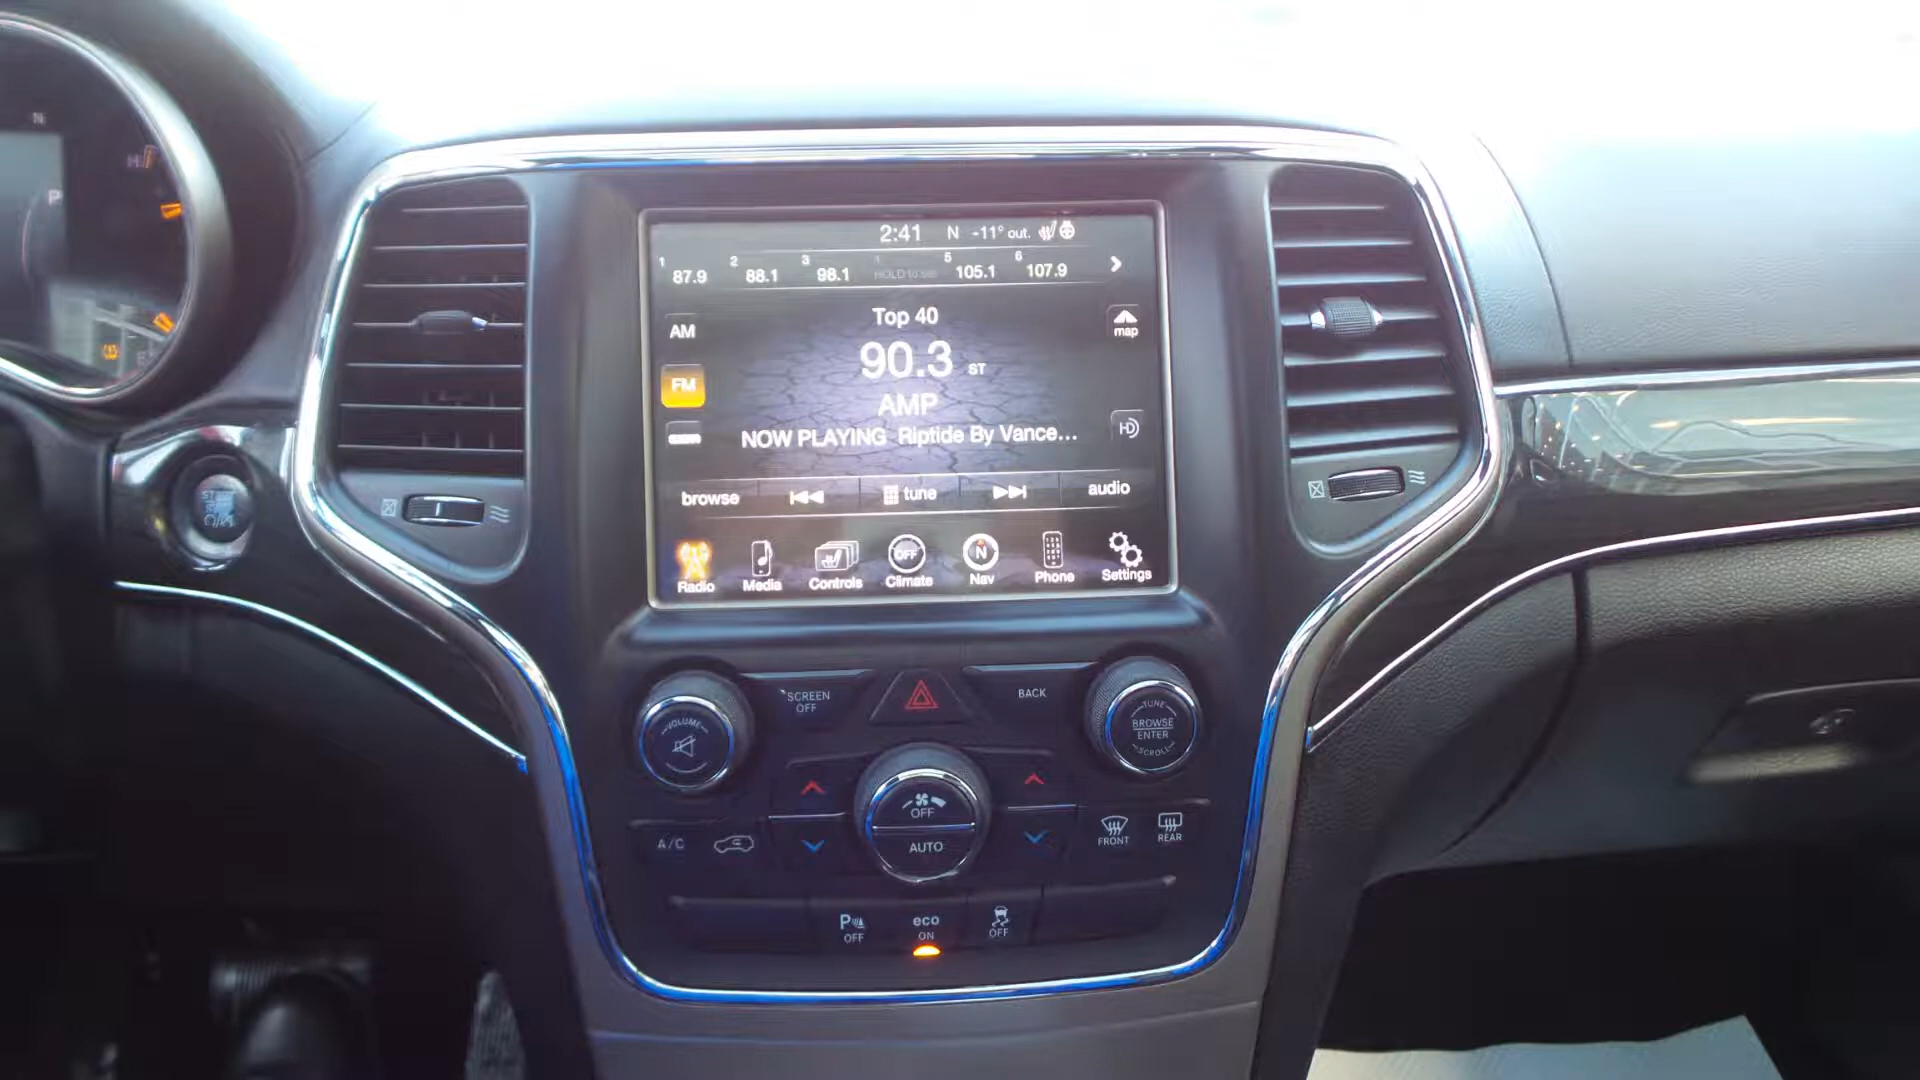 N
H
P
E
2:41 N -11° out.
1 87.9 2 88.1 3 98.1 4 5 105.1 6 107.9
AM
Top 40
map
90.3 ST
FM
AMP
HD
NOW PLAYING Riptide By Vance...
browse tune audio
Radio Media Controls OFF Climate N Nav Phone Settings
VOLUME
SCREEN
OFF
BACK
TUNE
BROWSE
ENTER
SCROLL
OFF
AUTO
A/C
FRONT
REAR
P
OFF
eco
ON
OFF